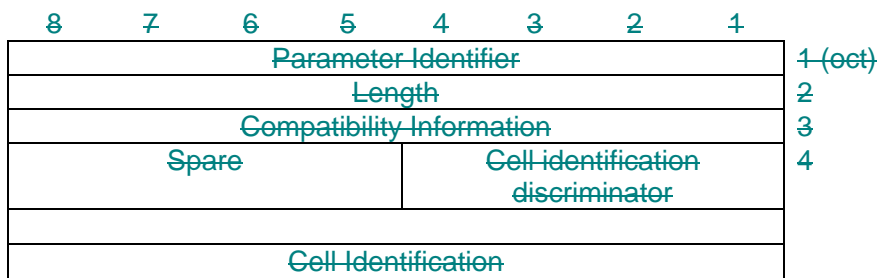 8 7 6 5 4 3 2 1
Parameter Identifier 1 (oct)
Length 2
Compatibility Information 3
Spare Cell identification 4
discriminator
Cell Identification